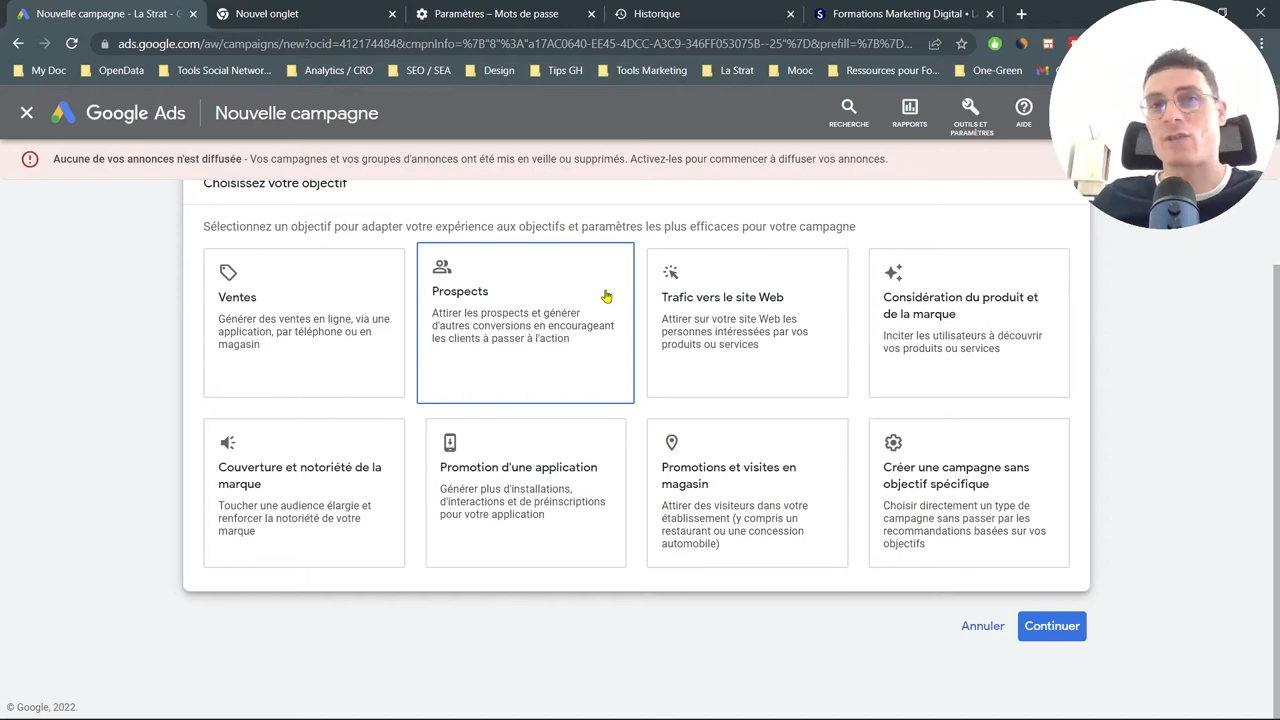 Nouvelle campagne - La Strat - G
Nouvel onglet
Paramètres – Mots de passe
Historique
Formations Marketing Digital • L
ads.google.com/aw/campaigns/new?ocid=412174484&cmpnInfo=%7B"8"%3A"a17AC0640-EE45-4DCC-A3C9-346FF053075B--25"%7D&prefill=%7B%7D...
My Doc
OpenData
Tools Social Networ...
Analytics / CRO
SEO / SEA
Design
Tips GH
Tools Marketing
La Strat
Mooc
Ressources pour Fo...
One-Green
Google Ads
Nouvelle campagne
RECHERCHE
RAPPORTS
OUTILS ET
PARAMÈTRES
AIDE
Aucune de vos annonces n'est diffusée - Vos campagnes et vos groupes d'annonces ont été mis en veille ou supprimés. Activez-les pour commencer à diffuser vos annonces.
Choisissez votre objectif
Sélectionnez un objectif pour adapter votre expérience aux objectifs et paramètres les plus efficaces pour votre campagne
Ventes
Générer des ventes en ligne, via une
application, par téléphone ou en
magasin
Prospects
Attirer les prospects et générer
d'autres conversions en encourageant
les clients à passer à l'action
Trafic vers le site Web
Attirer sur votre site Web les
personnes intéressées par vos
produits ou services
Considération du produit et
de la marque
Inciter les utilisateurs à découvrir
vos produits ou services
Couverture et notoriété de la
marque
Toucher une audience élargie et
renforcer la notoriété de votre
marque
Promotion d'une application
Générer plus d'installations,
d'interactions et de préinscriptions
pour votre application
Promotions et visites en
magasin
Attirer des visiteurs dans votre
établissement (y compris un
restaurant ou une concession
automobile)
Créer une campagne sans
objectif spécifique
Choisir directement un type de
campagne sans passer par les
recommandations basées sur vos
objectifs
Annuler
Continuer
© Google, 2022.